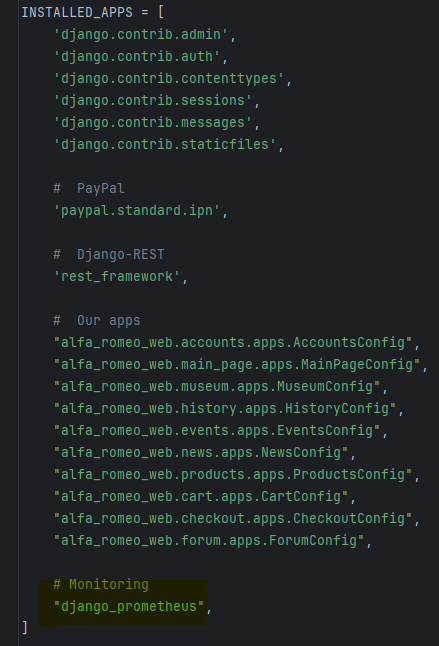 INSTALLED_APPS = [
'django.contrib.admin',
'django.contrib.auth',
'django.contrib.contenttypes',
'django.contrib.sessions',
'django.contrib.messages',
'django.contrib.staticfiles',
#  PayPal
'paypal.standard.ipn',
#  Django-REST
'rest_framework',
#  Our apps
"alfa_romeo_web.accounts.apps.AccountsConfig",
"alfa_romeo_web.main_page.apps.MainPageConfig",
"alfa_romeo_web.museum.apps.MuseumConfig",
"alfa_romeo_web.history.apps.HistoryConfig",
"alfa_romeo_web.events.apps.EventsConfig",
"alfa_romeo_web.news.apps.NewsConfig",
"alfa_romeo_web.products.apps.ProductsConfig",
"alfa_romeo_web.cart.apps.CartConfig",
"alfa_romeo_web.checkout.apps.CheckoutConfig",
"alfa_romeo_web.forum.apps.ForumConfig",
# Monitoring
"django_prometheus",
]